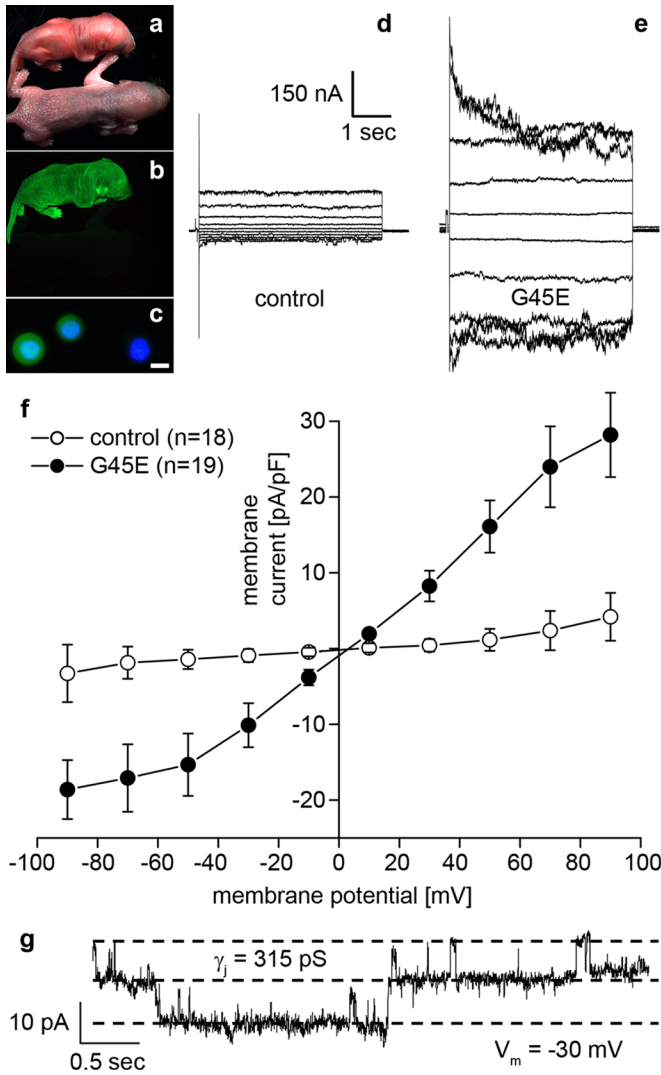 a
b
c
d
150 nA
1 sec
control
e
G45E
f
control (n=18)
G45E (n=19)
membrane
current [pA/pF]
30
20
10
-10
-20
-100 -80 -60 -40 -20 0 20 40 60 80 100
membrane potential [mV]
g
γj = 315 pS
10 pA
0.5 sec
Vm = -30 mV